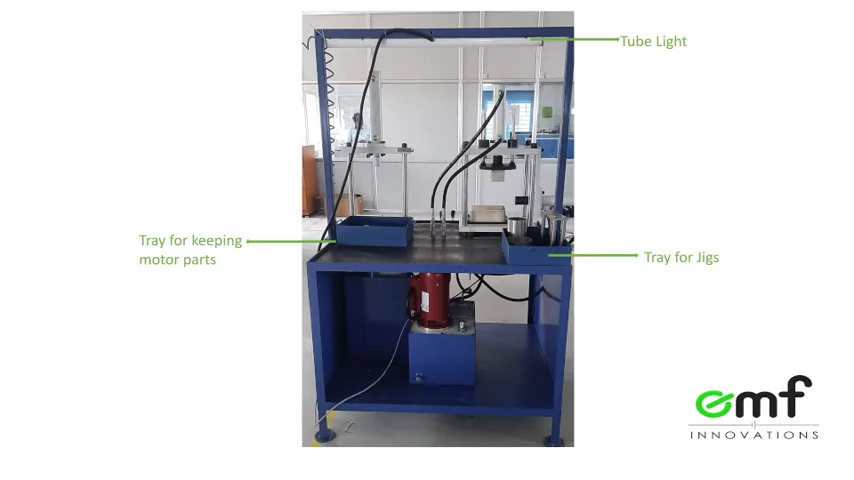 Tube Light
Tray for keeping
motor parts
Tray for Jigs
emf
INNOVATIONS